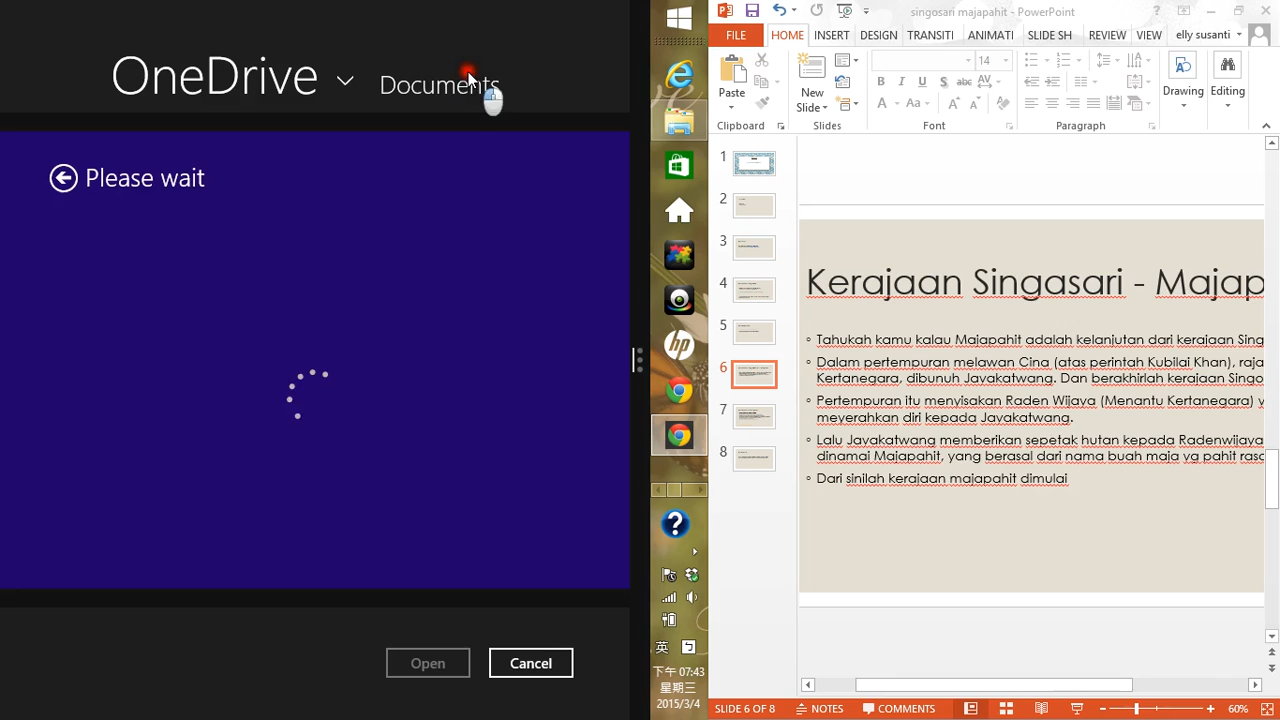 OneDrive
Documents
Please wait
Open
Cancel
hp
?
英
下午 07:43
星期三
2015/3/4
singosari majapahit - PowerPoint
FILE
HOME
INSERT
DESIGN
TRANSITI
ANIMATI
SLIDE SH
REVIEW
VIEW
elly susanti
Paste
New
Slides
14
B I U S abc AV
Aa A A A
Drawing
Editing
Clipboard
Slides
Font
Paragraph
1
2
3
4
5
6
7
8
Kerajaan Singasari - Majap
Tahukah kamu kalau Majapahit adalah kelanjutan dari kerajaan Sing
Dalam pertempuran melawan Cina (atas perintah Kubilai Khan), raja
Kertanegara, dibunuh Jayakatwang. Dan berakhirlah kerajaan Singo
Pertempuran itu menyisakan Raden Wijaya (Menantu Kertanegara) y
meyerahkan diri kepada Jayakatwang.
Lalu Jayakatwang memberikan sepetak hutan kepada Radenwijaya
dinamai Majapahit, yang berasal dari nama buah maja yg pahit rasa
Dari sinilah kerajaan majapahit dimulai
SLIDE 6 OF 8
NOTES
COMMENTS
60%